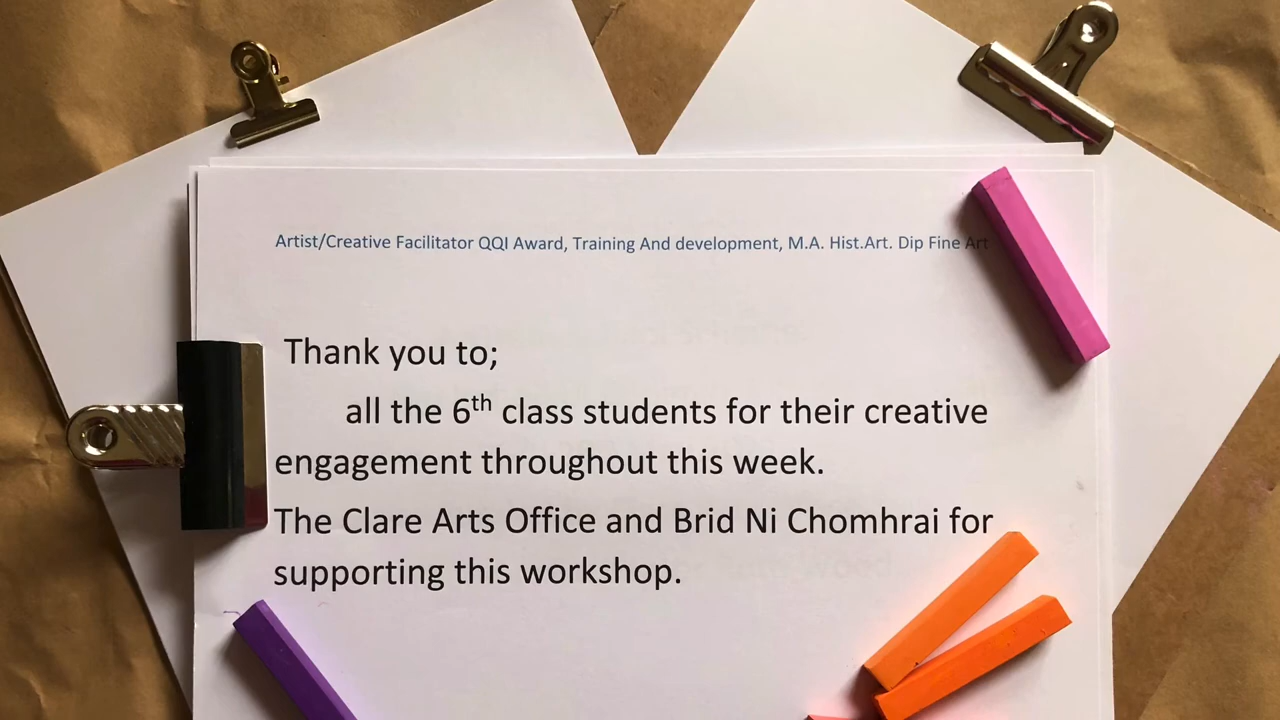 Artist/Creative Facilitator QQI Award, Training And development, M.A. Hist.Art. Dip Fine Art
Thank you to;
all the 6th class students for their creative
engagement throughout this week.
The Clare Arts Office and Brid Ni Chomhrai for
supporting this workshop.